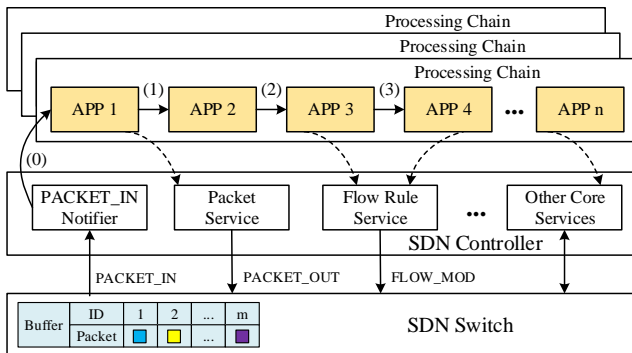 Processing Chain
Processing Chain
Processing Chain
(1) (2) (3)
APP 1 APP 2 APP 3 APP 4 ... APP n
(0)
PACKET_IN Notifier
Packet Service
Flow Rule Service
...
Other Core Services
SDN Controller
PACKET_IN PACKET_OUT FLOW_MOD
Buffer
ID 1 2 ... m
Packet ...
SDN Switch